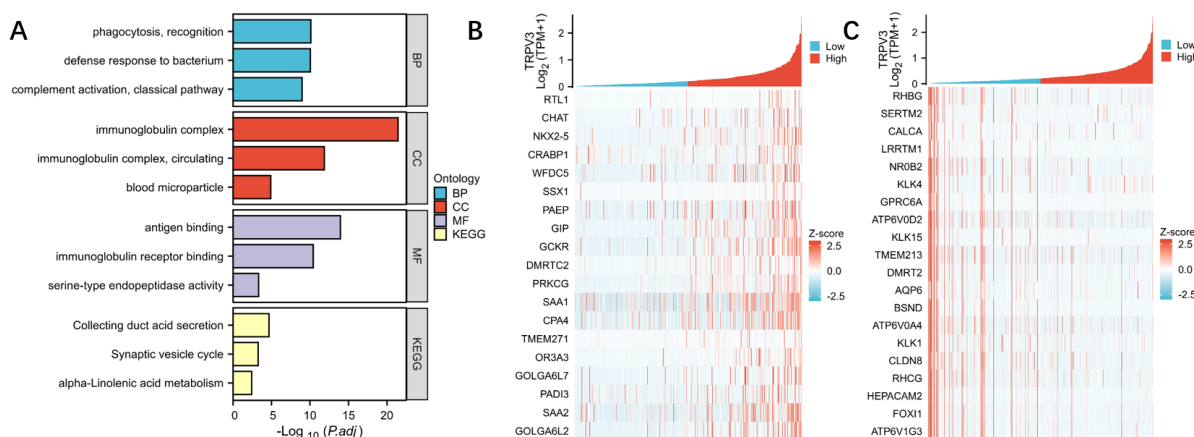 A
phagocytosis, recognition
defense response to bacterium
complement activation, classical pathway
BP
immunoglobulin complex
immunoglobulin complex, circulating
blood microparticle
CC
antigen binding
immunoglobulin receptor binding
serine-type endopeptidase activity
MF
Collecting duct acid secretion
Synaptic vesicle cycle
alpha-Linolenic acid metabolism
KEGG
0 5 10 15 20
-Log10 (P.adj)
Ontology
BP
CC
MF
KEGG
B
TRPV3
Log2 (TPM+1)
2
1
0
Low
High
RTL1
CHAT
NKX2-5
CRABP1
WFDC5
SSX1
PAEP
GIP
GCKR
DMRTC2
PRKCG
SAA1
CPA4
TMEM271
OR3A3
GOLGA6L7
PADI3
SAA2
GOLGA6L2
Z-score
2.5
0.0
-2.5
C
TRPV3
Log2 (TPM+1)
2
1
0
Low
High
RHBG
SERTM2
CALCA
LRRTM1
NR0B2
KLK4
GPRC6A
ATP6V0D2
KLK15
TMEM213
DMRT2
AQP6
BSND
ATP6V0A4
KLK1
CLDN8
RHCG
HEPACAM2
FOXI1
ATP6V1G3
Z-score
2.5
0.0
-2.5